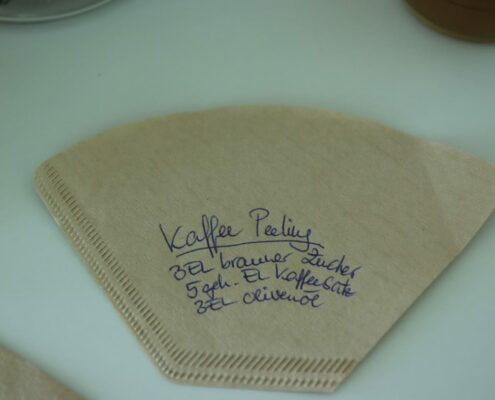 Kaffee Peeling
3EL brauner Zucker
5 geh. EL Kaffeesatz
3EL Olivenöl